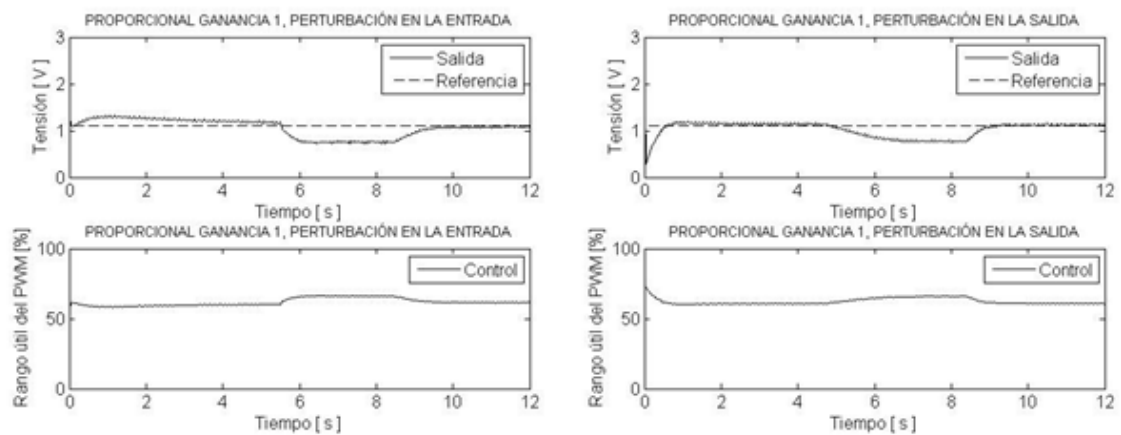 PROPORCIONAL GANANCIA 1, PERTURBACIÓN EN LA ENTRADA
3
2
1
0
Tensión [ V ]
Salida
Referencia
0 2 4 6 8 10 12
Tiempo [ s ]
PROPORCIONAL GANANCIA 1, PERTURBACIÓN EN LA SALIDA
3
2
1
0
Tensión [ V ]
Salida
Referencia
0 2 4 6 8 10 12
Tiempo [ s ]
PROPORCIONAL GANANCIA 1, PERTURBACIÓN EN LA ENTRADA
100
50
0
Rango útil del PWM [%]
Control
0 2 4 6 8 10 12
Tiempo [ s ]
PROPORCIONAL GANANCIA 1, PERTURBACIÓN EN LA SALIDA
100
50
0
Rango útil del PWM [%]
Control
0 2 4 6 8 10 12
Tiempo [ s ]